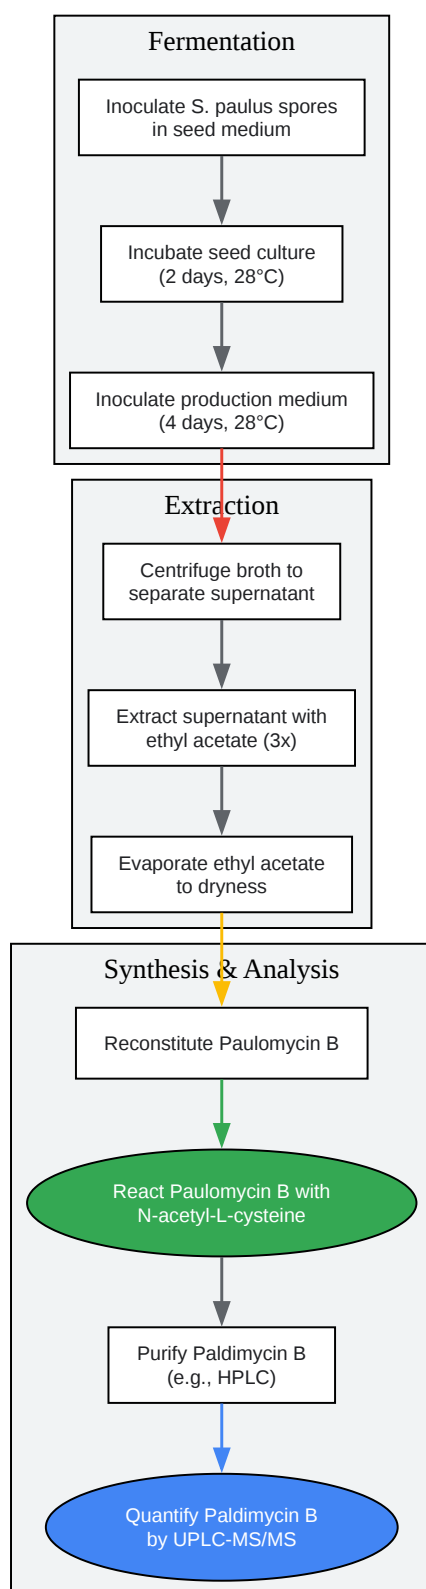 Fermentation
Inoculate S. paulus spores
in seed medium
Incubate seed culture
(2 days, 28°C)
Inoculate production medium
(4 days, 28°C)
Extraction
Centrifuge broth to
separate supernatant
Extract supernatant with
ethyl acetate (3x)
Evaporate ethyl acetate
to dryness
Synthesis & Analysis
Reconstitute Paulomycin B
React Paulomycin B with
N-acetyl-L-cysteine
Purify Paldimycin B
(e.g., HPLC)
Quantify Paldimycin B
by UPLC-MS/MS